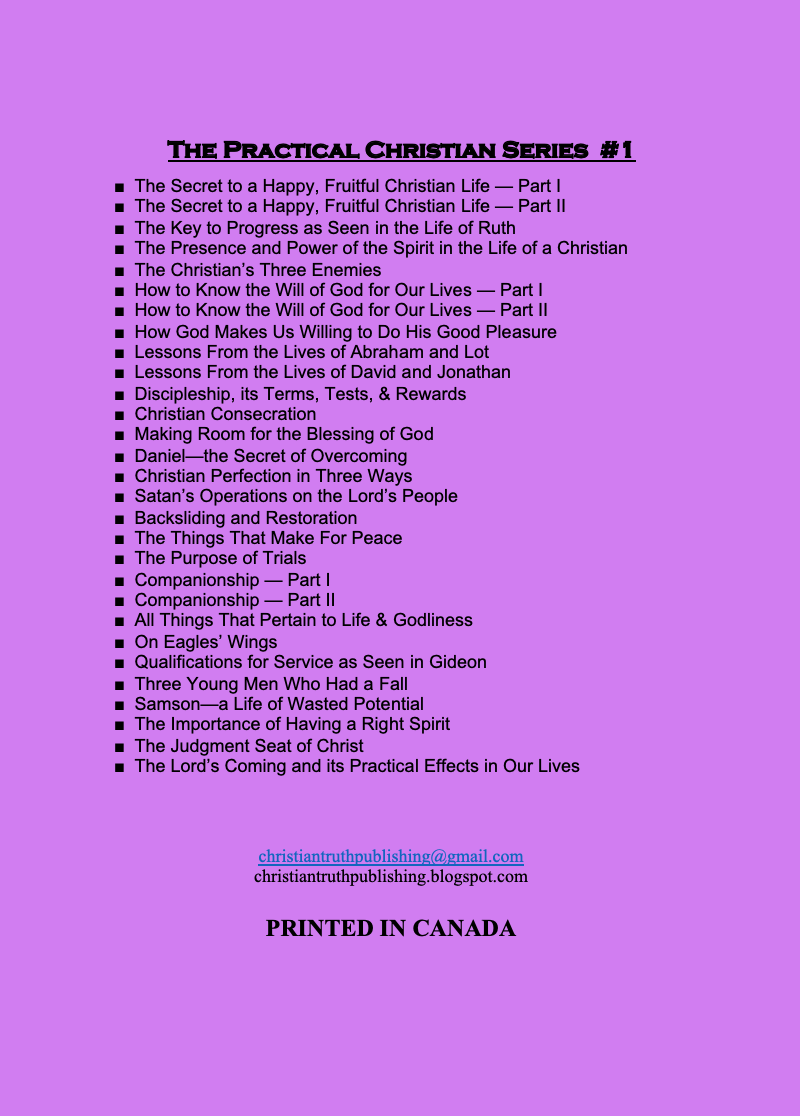 The Practical Christian Series #1
■ The Secret to a Happy, Fruitful Christian Life — Part I
■ The Secret to a Happy, Fruitful Christian Life — Part II
■ The Key to Progress as Seen in the Life of Ruth
■ The Presence and Power of the Spirit in the Life of a Christian
■ The Christian’s Three Enemies
■ How to Know the Will of God for Our Lives — Part I
■ How to Know the Will of God for Our Lives — Part II
■ How God Makes Us Willing to Do His Good Pleasure
■ Lessons From the Lives of Abraham and Lot
■ Lessons From the Lives of David and Jonathan
■ Discipleship, its Terms, Tests, & Rewards
■ Christian Consecration
■ Making Room for the Blessing of God
■ Daniel—the Secret of Overcoming
■ Christian Perfection in Three Ways
■ Satan’s Operations on the Lord’s People
■ Backsliding and Restoration
■ The Things That Make For Peace
■ The Purpose of Trials
■ Companionship — Part I
■ Companionship — Part II
■ All Things That Pertain to Life & Godliness
■ On Eagles’ Wings
■ Qualifications for Service as Seen in Gideon
■ Three Young Men Who Had a Fall
■ Samson—a Life of Wasted Potential
■ The Importance of Having a Right Spirit
■ The Judgment Seat of Christ
■ The Lord’s Coming and its Practical Effects in Our Lives
christiantruthpublishing@gmail.com
christiantruthpublishing.blogspot.com
PRINTED IN CANADA